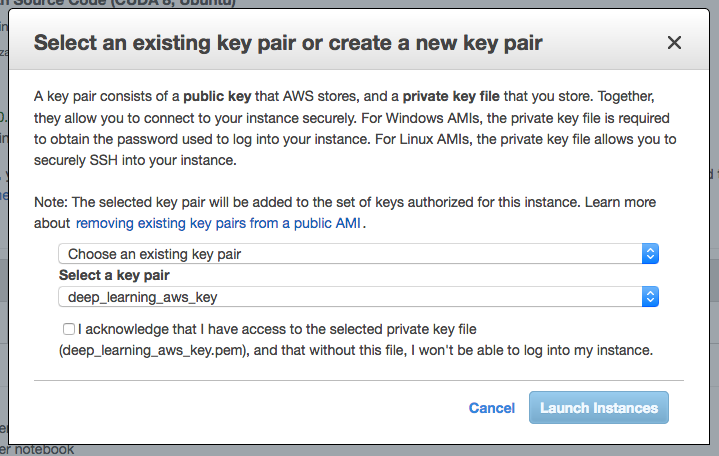 Source Code (CUDA 8, Ubuntu)
Select an existing key pair or create a new key pair
A key pair consists of a public key that AWS stores, and a private key file that you store. Together,
they allow you to connect to your instance securely. For Windows AMIs, the private key file is required
to obtain the password used to log into your instance. For Linux AMIs, the private key file allows you to
securely SSH into your instance.
Note: The selected key pair will be added to the set of keys authorized for this instance. Learn more
about removing existing key pairs from a public AMI.
Choose an existing key pair
Select a key pair
deep_learning_aws_key
I acknowledge that I have access to the selected private key file
(deep_learning_aws_key.pem), and that without this file, I won't be able to log into my instance.
Cancel
Launch Instances
er notebook